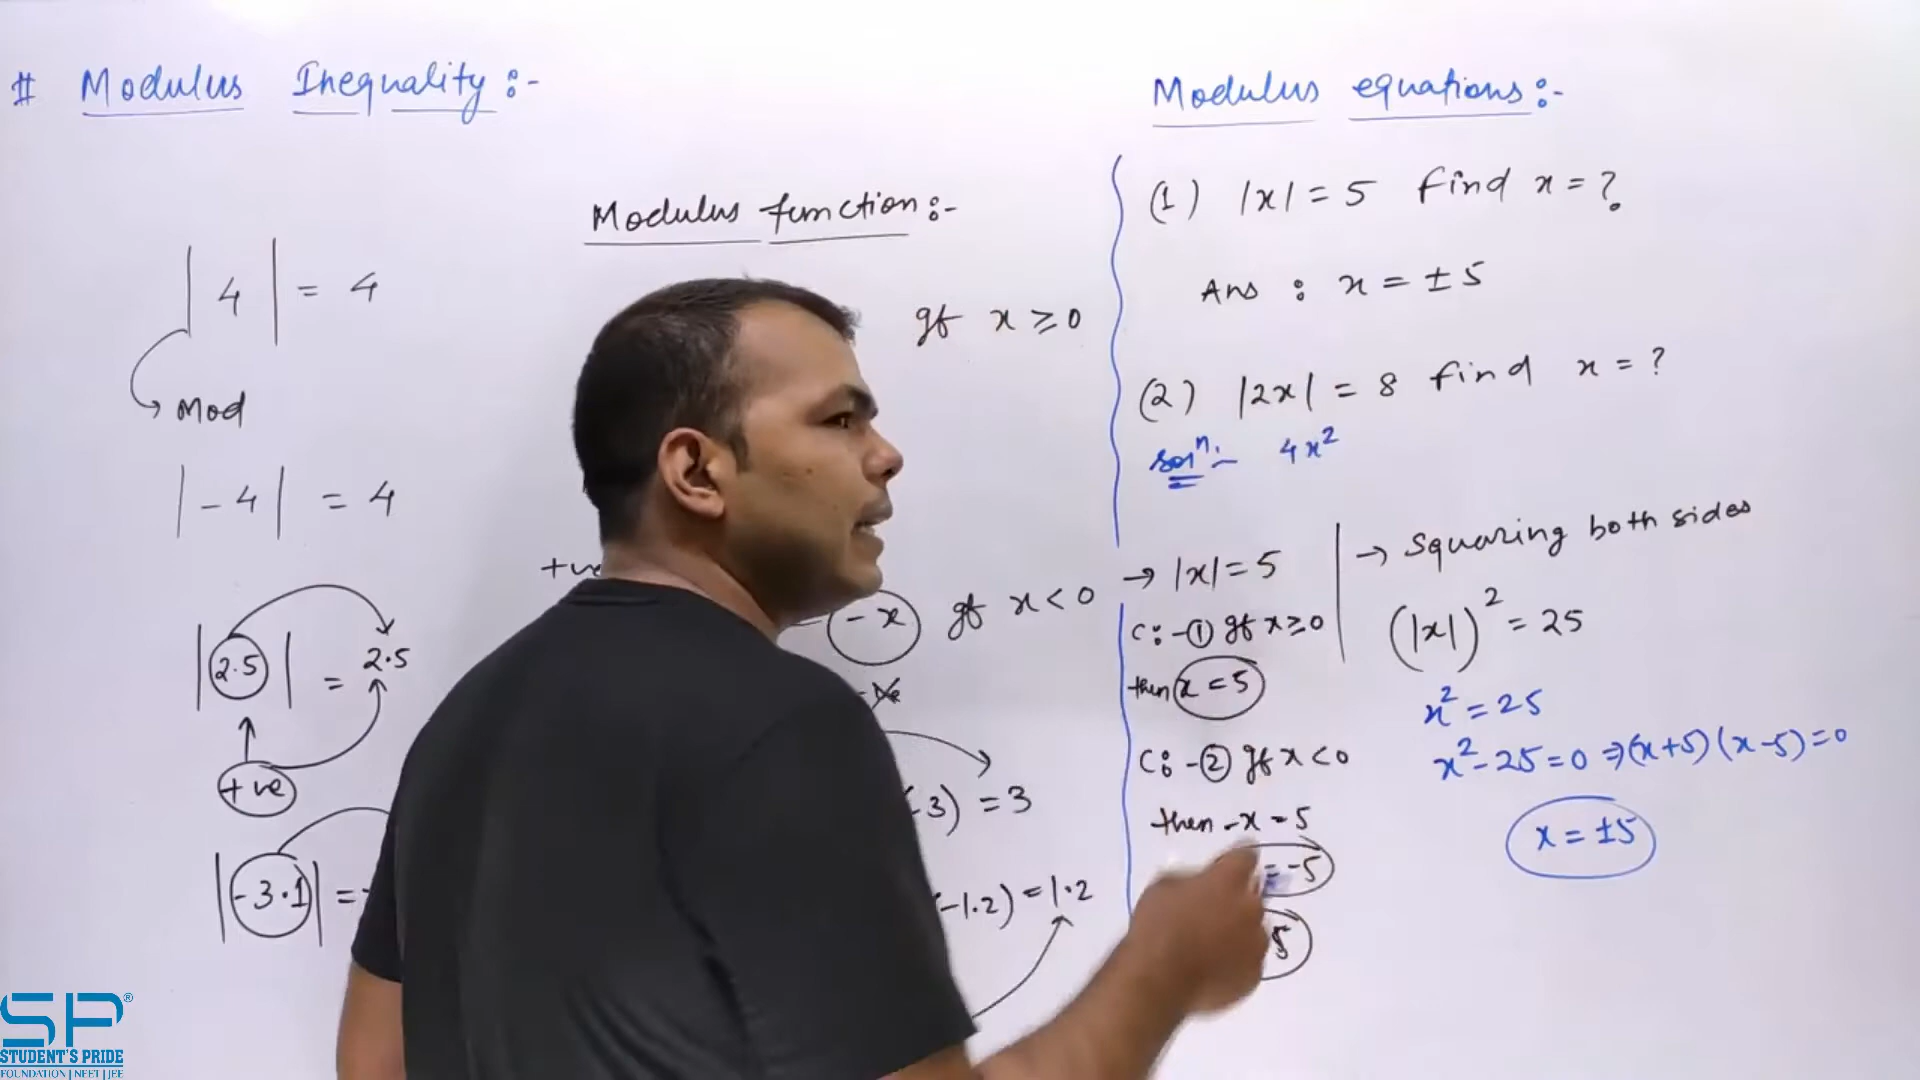 # Modulus Inequality :-
|4| = 4
Mod
|-4| = 4
|2.5| = 2.5
+ve
|-3.1| =
Modulus function :-
If x ≥ 0
+ve
-x If x < 0
3) = 3
(-1.2) = 1.2
Modulus equations :-
(1) |x| = 5 Find x = ?
Ans : x = ± 5
(2) |2x| = 8 find x = ?
Solⁿ:- 4x²
→ |x| = 5
C:-① If x ≥ 0
then x = 5
C:-② If x < 0
then -x = 5
= -5
5
→ Squaring both sides
(|x|)² = 25
x² = 25
x² - 25 = 0 ⇒ (x+5) (x-5) = 0
x = ±5
SP®
STUDENT'S PRIDE
FOUNDATION | NEET | JEE